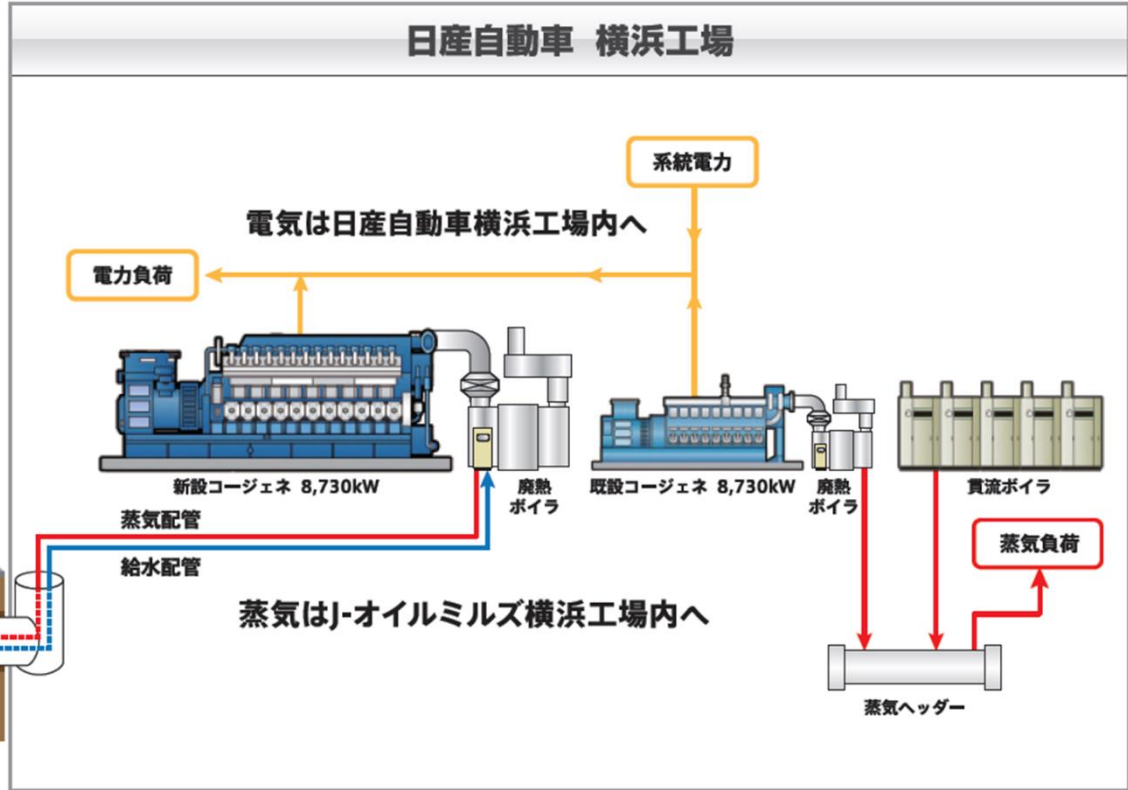 日産自動車 横浜工場
系統電力
電気は日産自動車横浜工場内へ
電力負荷
新設コージェネ 8,730kW
廃熱
ボイラ
既設コージェネ 8,730kW
廃熱
ボイラ
貫流ボイラ
蒸気配管
蒸気負荷
給水配管
蒸気はJ-オイルミルズ横浜工場内へ
蒸気ヘッダー